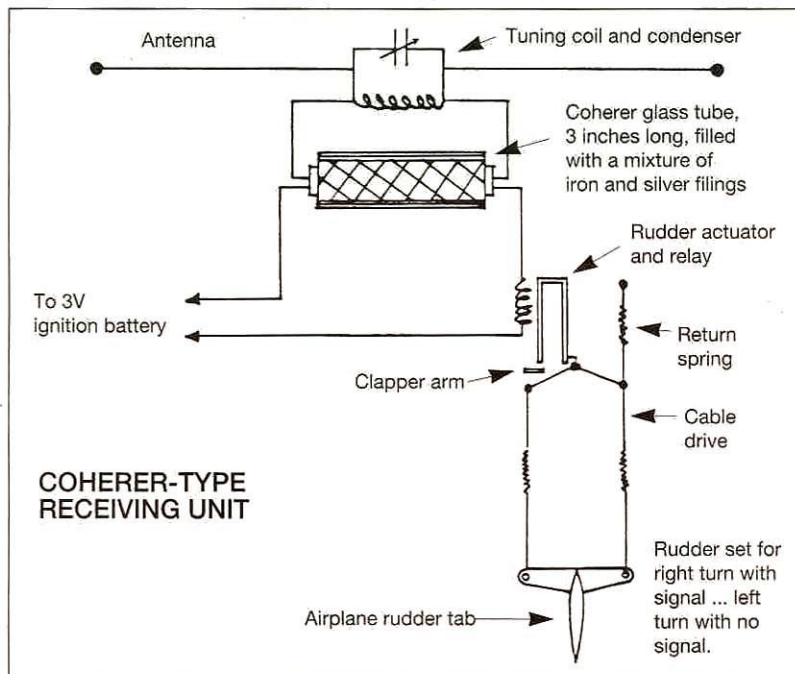 Antenna
Tuning coil and condenser
Coherer glass tube,
3 inches long, filled
with a mixture of
iron and silver filings
Rudder actuator
and relay
To 3V
ignition battery
Return
spring
Clapper arm
Cable
drive
COHERER-TYPE
RECEIVING UNIT
Rudder set for
right turn with
signal ... left
turn with no
signal.
Airplane rudder tab